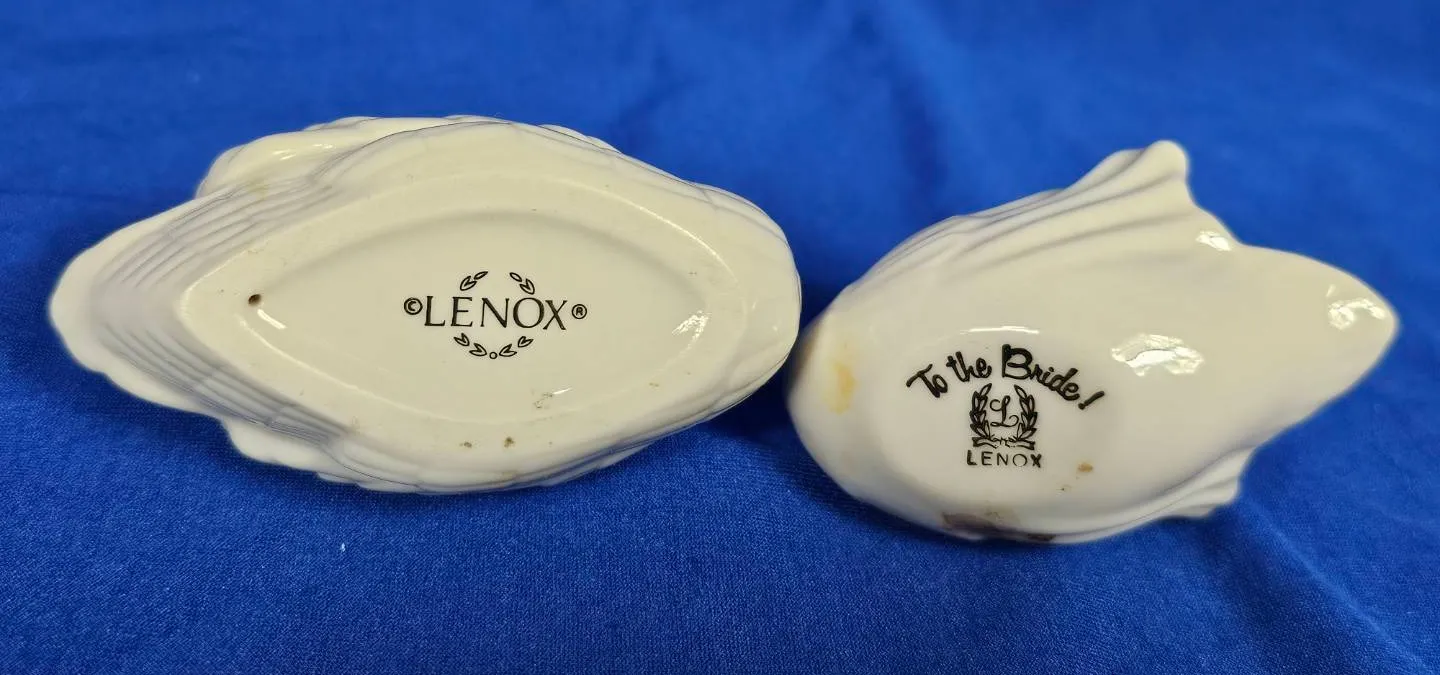 ©LENOX®
To the Bride!
L
LENOX